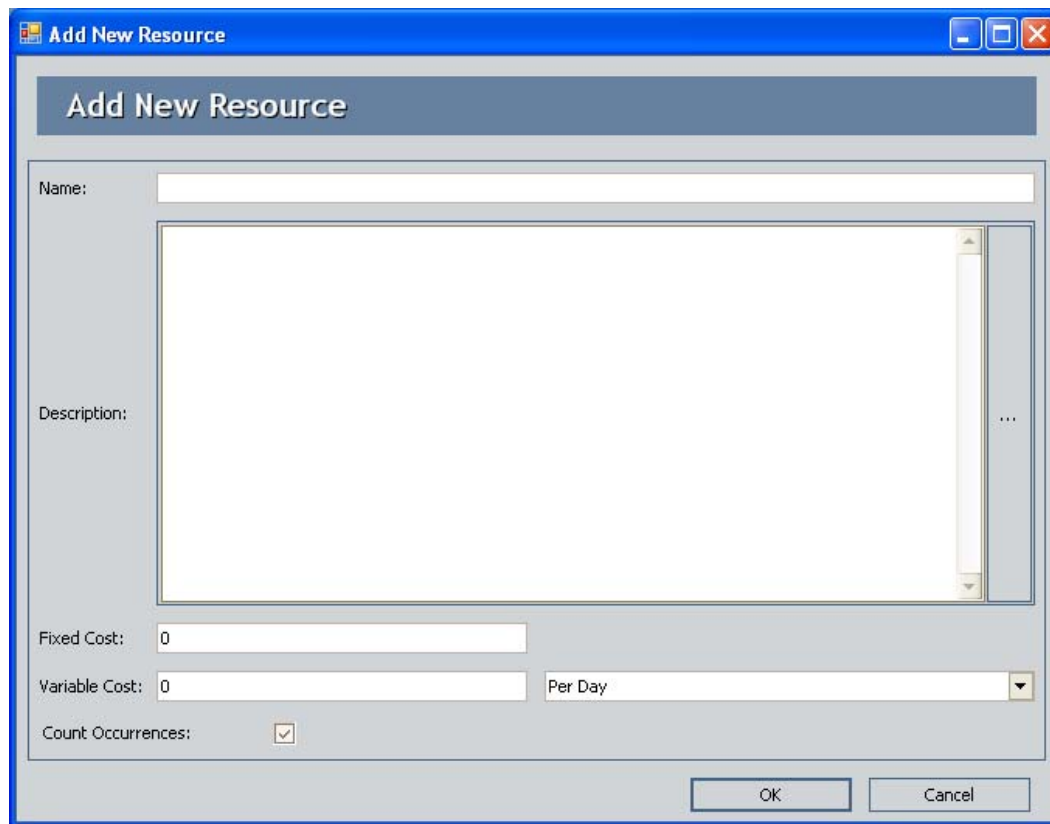 Add New Resource
Add New Resource
Name:
Description:
...
Fixed Cost: 0
Variable Cost: 0 Per Day
Count Occurrences:
OK Cancel